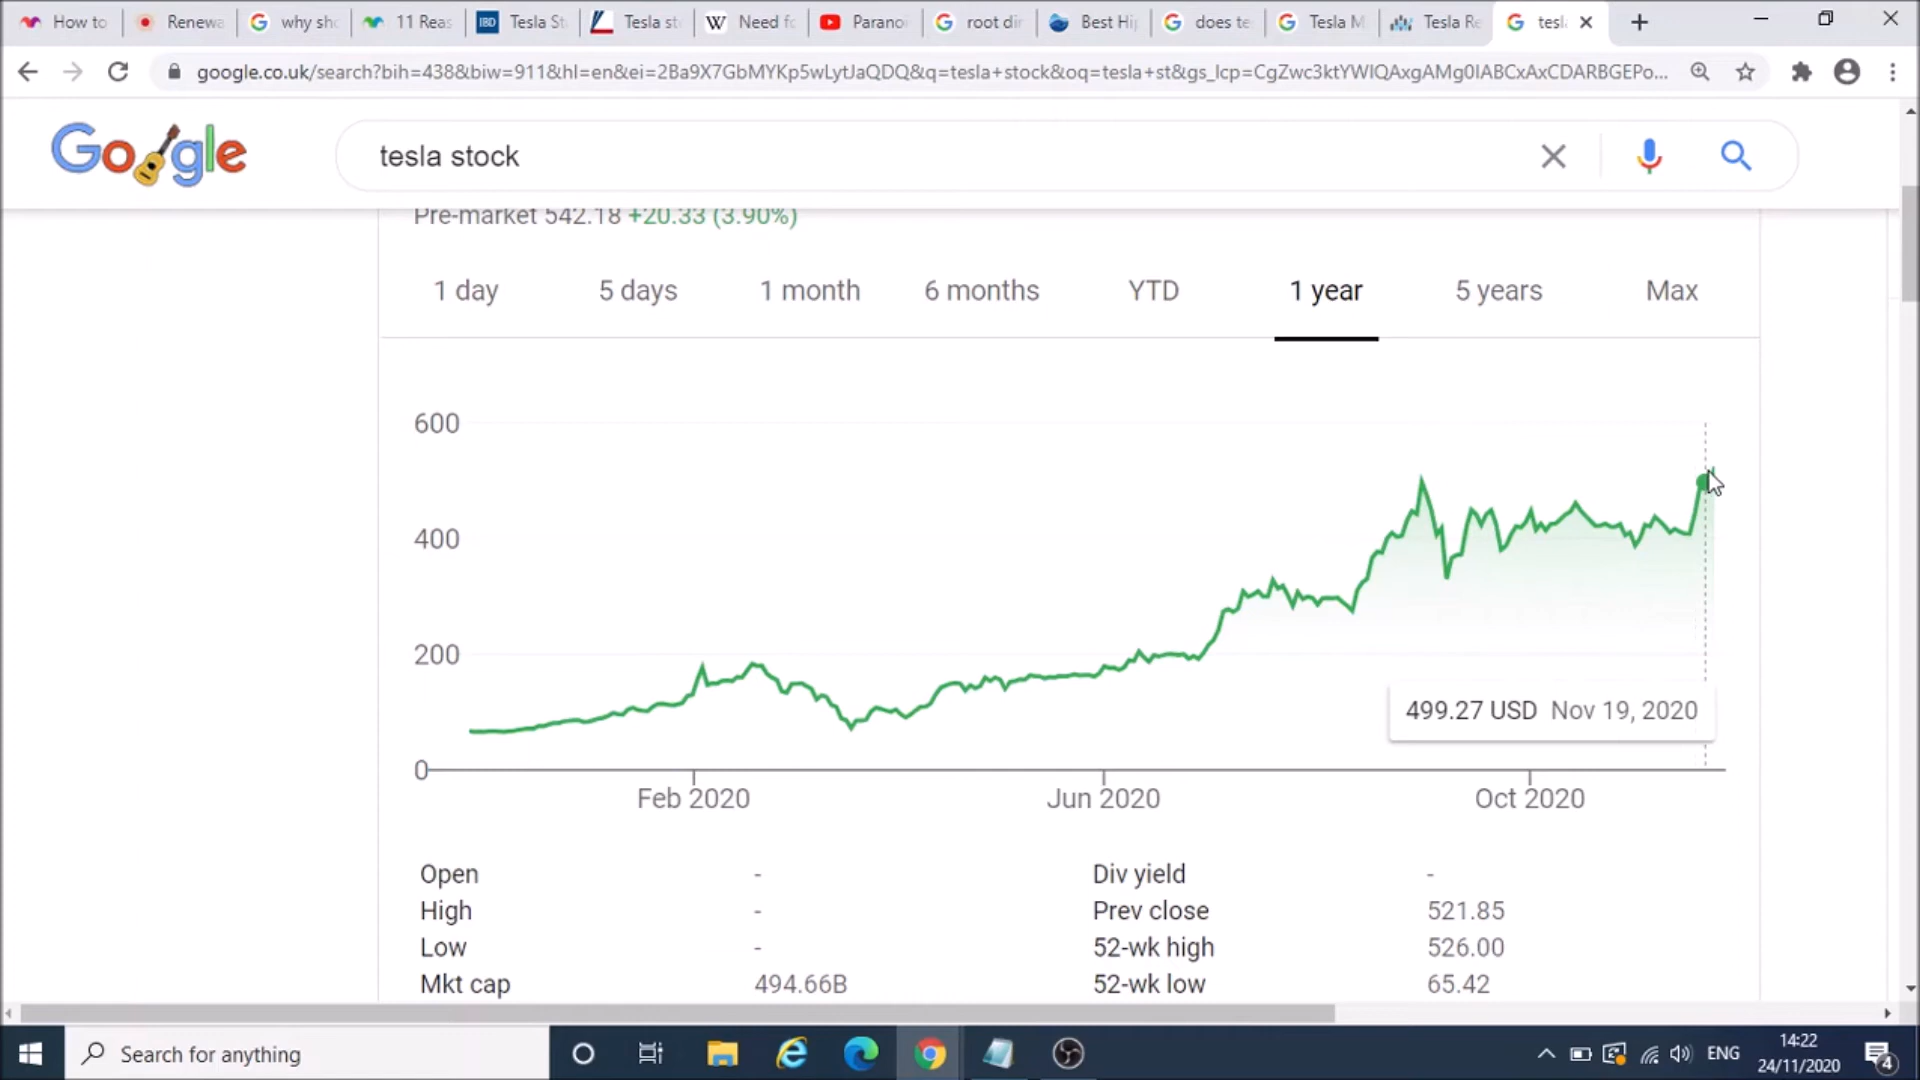 How to
Renewa
why sho
11 Reas
IBD
Tesla St
Tesla st
W
Need fo
Parano
root dir
Best Hi
does te
Tesla M
Tesla Re
tesl
google.co.uk/search?bih=438&biw=911&hl=en&ei=2Ba9X7GbMYKp5wLytJaQDQ&q=tesla+stock&oq=tesla+st&gs_lcp=CgZwc3ktYWIQAxgAMg0IABCxAxCDARBGEPo...
Google
tesla stock
Pre-market 542.18 +20.33 (3.90%)
1 day
5 days
1 month
6 months
YTD
1 year
5 years
Max
600
400
200
0
499.27 USD Nov 19, 2020
Feb 2020
Jun 2020
Oct 2020
Open -
Div yield -
High -
Prev close 521.85
Low -
52-wk high 526.00
Mkt cap 494.66B
52-wk low 65.42
Search for anything
ENG
14:22
24/11/2020
4